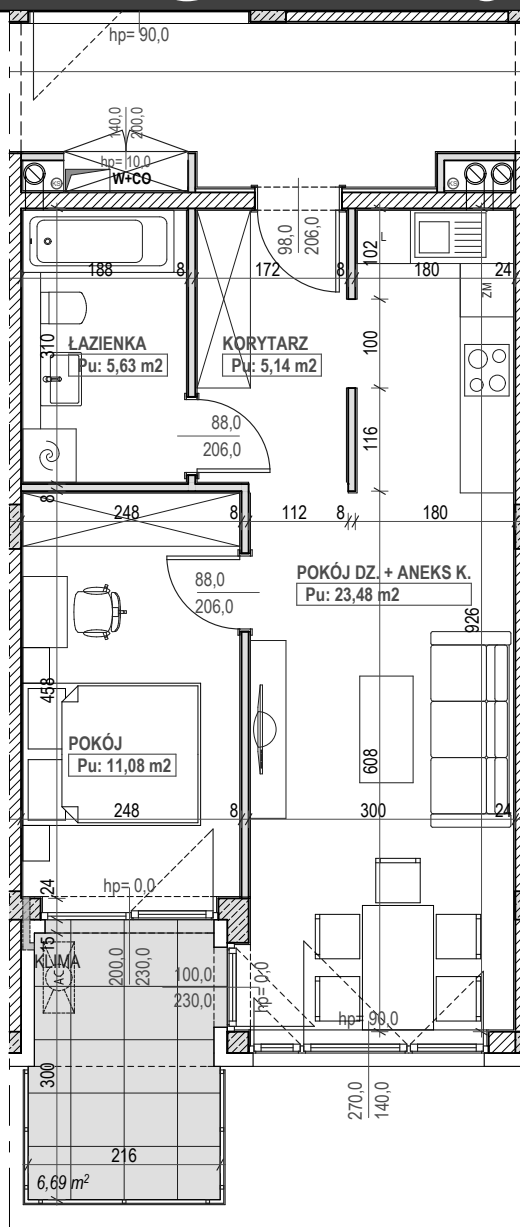 hp= 90,0
140,0
200,0
hp= 10,0
W+CO
98,0
206,0
102
L
188
8
172
8
180
24
ZM
310
ŁAZIENKA
Pu: 5,63 m2
KORYTARZ
Pu: 5,14 m2
100
116
88,0
206,0
8
248
8
112
8
180
88,0
206,0
POKÓJ DZ. + ANEKS K.
Pu: 23,48 m2
926
458
POKÓJ
Pu: 11,08 m2
608
248
8
300
24
24
hp= 0,0
15
KLIMA
AC
200,0
230,0
100,0
230,0
hp= 0,0
hp= 90,0
300
270,0
140,0
216
6,69 m²